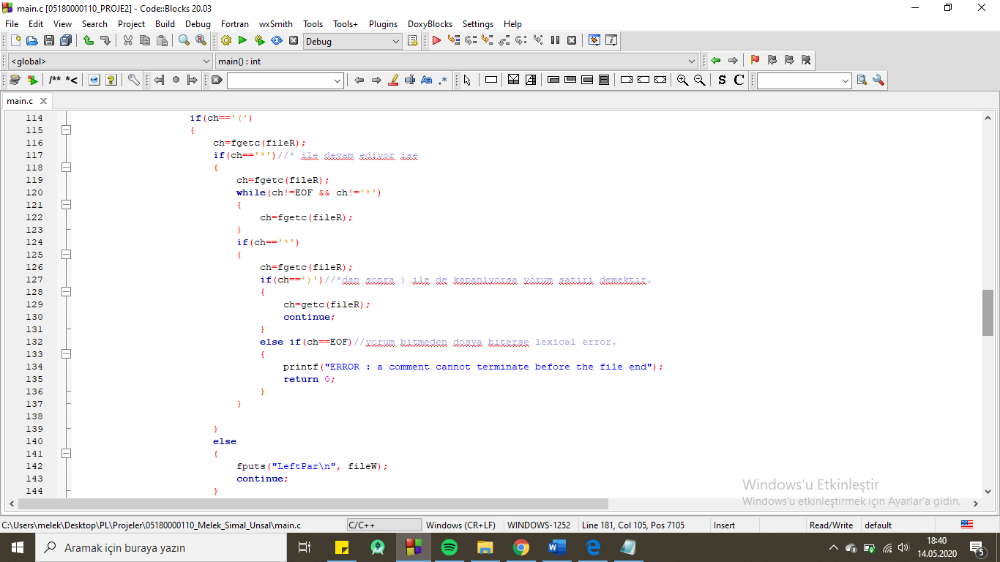 main.c [05180000110_PROJE2] - Code::Blocks 20.03
File Edit View Search Project Build Debug Fortran wxSmith Tools Tools+ Plugins DoxyBlocks Settings Help
Debug
<global> main() : int
/** *< Aa .* S C
main.c
114 if(ch=='(')
115 {
116 ch=fgetc(fileR);
117 if(ch=='*')//* ile devam ediyor ise
118 {
119 ch=fgetc(fileR);
120 while(ch!=EOF && ch!='*')
121 {
122 ch=fgetc(fileR);
123 }
124 if(ch=='*')
125 {
126 ch=fgetc(fileR);
127 if(ch==')')//*dan sonra ) ile de kapaniyorsa yorum satiri demektir.
128 {
129 ch=getc(fileR);
130 continue;
131 }
132 else if(ch==EOF)//yorum bitmeden dosya biterse lexical error.
133 {
134 printf("ERROR : a comment cannot terminate before the file end");
135 return 0;
136 }
137 }
138
139 }
140 else
141 {
142 fputs("LeftPar\n", fileW);
143 continue;
144 }
Windows'u Etkinleştir
Windows'u etkinleştirmek için Ayarlar'a gidin.
C:\Users\melek\Desktop\PL\Projeler\05180000110_Melek_Simal_Unsal\main.c C/C++ Windows (CR+LF) WINDOWS-1252 Line 181, Col 105, Pos 7105 Insert Read/Write default
Aramak için buraya yazın
18:40
14.05.2020
5